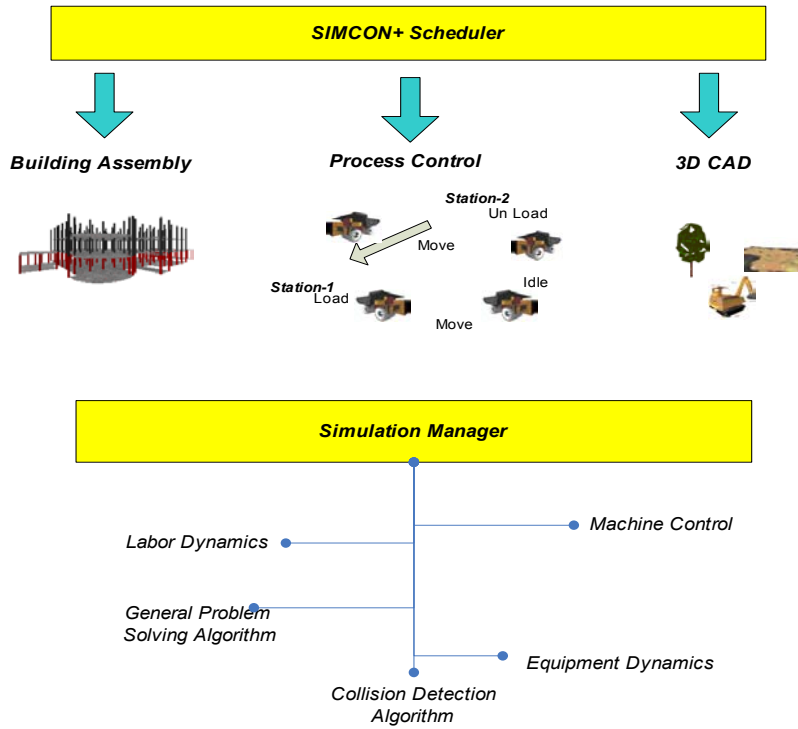 SIMCON+ Scheduler
Building Assembly
Process Control
3D CAD
Station-2
Un Load
Move
Station-1
Load
Idle
Move
Simulation Manager
Machine Control
Labor Dynamics
General Problem
Solving Algorithm
Equipment Dynamics
Collision Detection
Algorithm